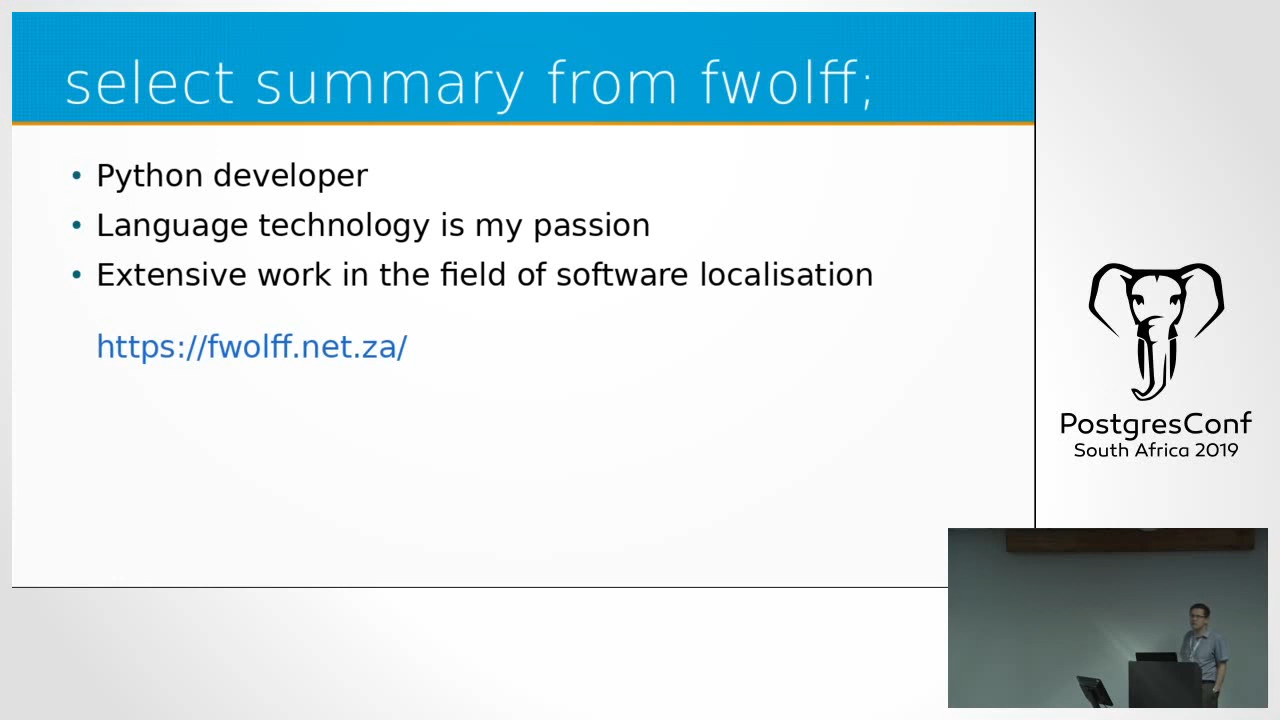 select summary from fwolff;
Python developer
Language technology is my passion
Extensive work in the field of software localisation
https://fwolff.net.za/
PostgresConf
South Africa 2019